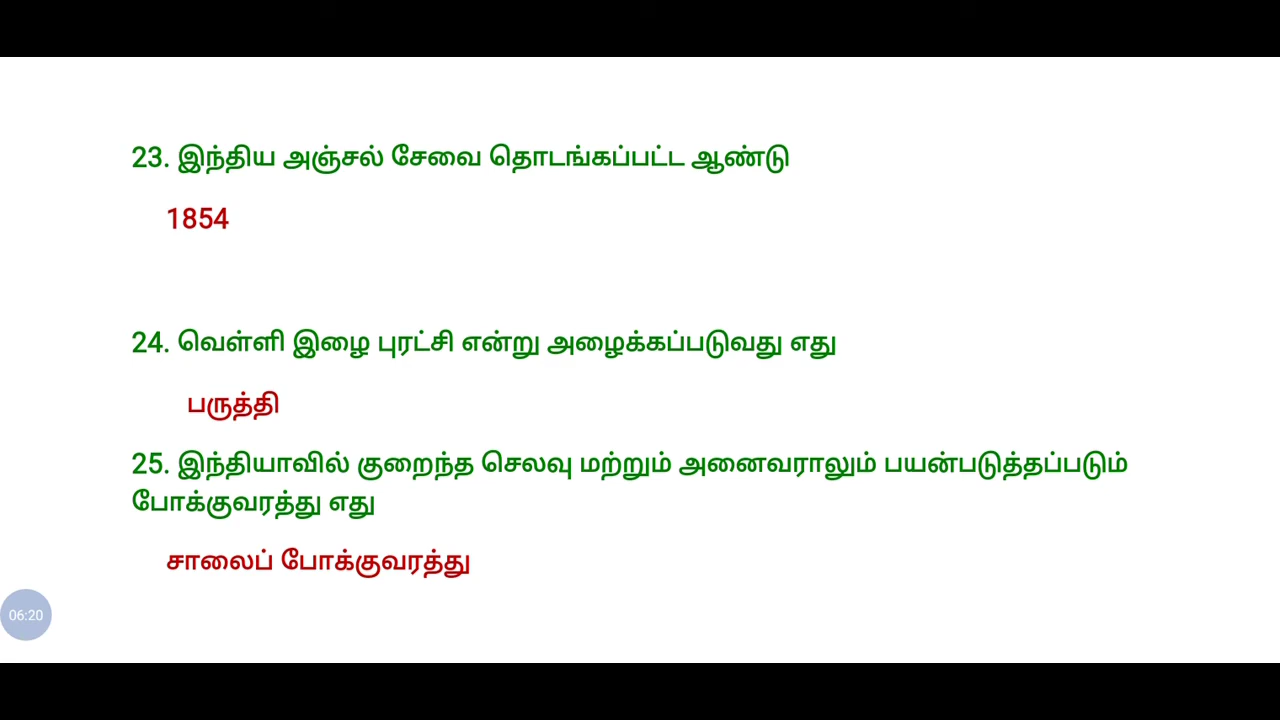 23. இந்திய அஞ்சல் சேவை தொடங்கப்பட்ட ஆண்டு
1854
24. வெள்ளி இழை புரட்சி என்று அழைக்கப்படுவது எது
பருத்தி
25. இந்தியாவில் குறைந்த செலவு மற்றும் அனைவராலும் பயன்படுத்தப்படும்
போக்குவரத்து எது
சாலைப் போக்குவரத்து
06:20